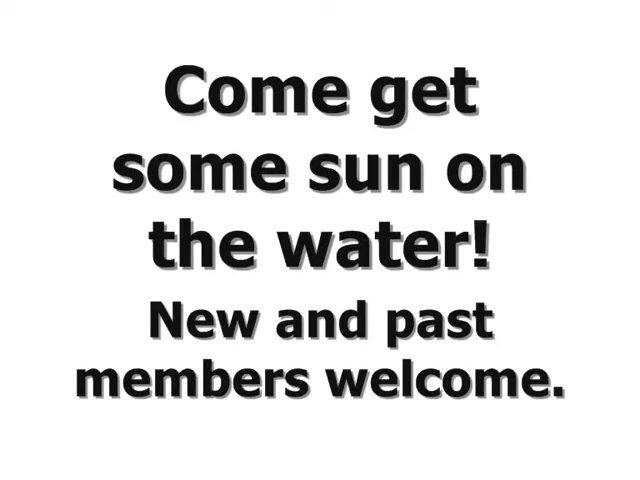 Come get
some sun on
the water!
New and past
members welcome.